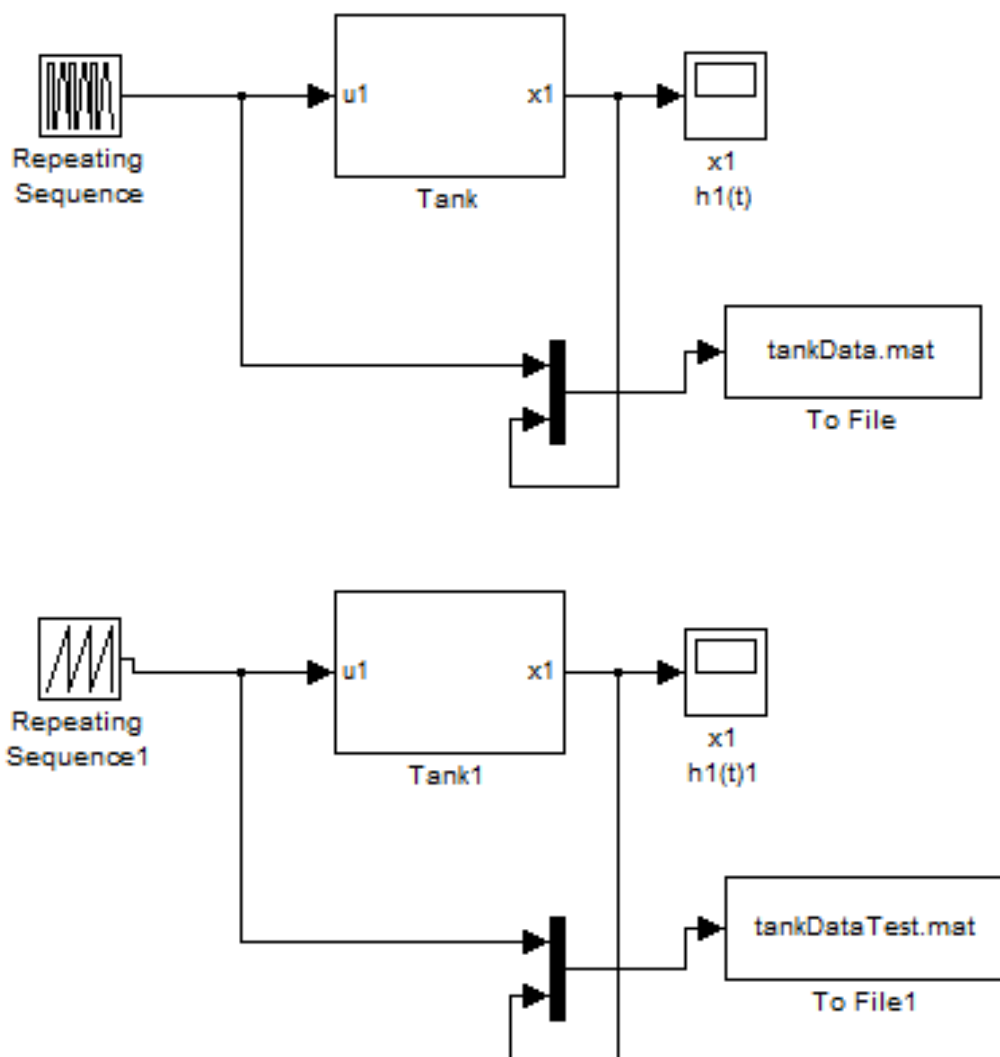 u1
x1
Repeating
Sequence
Tank
x1
h1(t)
tankData.mat
To File
u1
x1
Repeating
Sequence1
Tank1
x1
h1(t)1
tankDataTest.mat
To File1